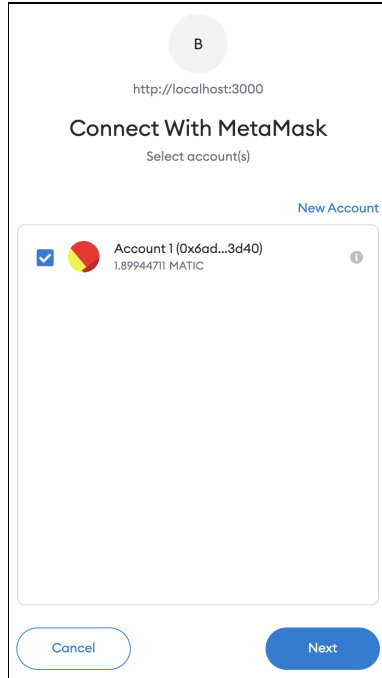 B
http://localhost:3000
Connect With MetaMask
Select account(s)
New Account
Account 1 (0x6ad...3d40)
1.89944711 MATIC
Cancel
Next